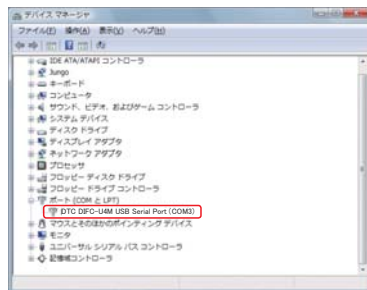 デバイス マネージャ
ファイル(F) 操作(A) 表示(V) ヘルプ(H)
IDE ATA/ATAPI コントローラ
Jungo
キーボード
コンピュータ
サウンド、ビデオ、およびゲーム コントローラ
システム デバイス
ディスク ドライブ
ディスプレイ アダプタ
ネットワーク アダプタ
プロセッサ
フロッピー ディスク ドライブ
フロッピー ドライブ コントローラ
ポート (COM と LPT)
DTC DIFC-U4M USB Serial Port (COM3)
マウスとそのほかのポインティング デバイス
モニタ
ユニバーサル シリアル バス コントローラ
記憶域コントローラ